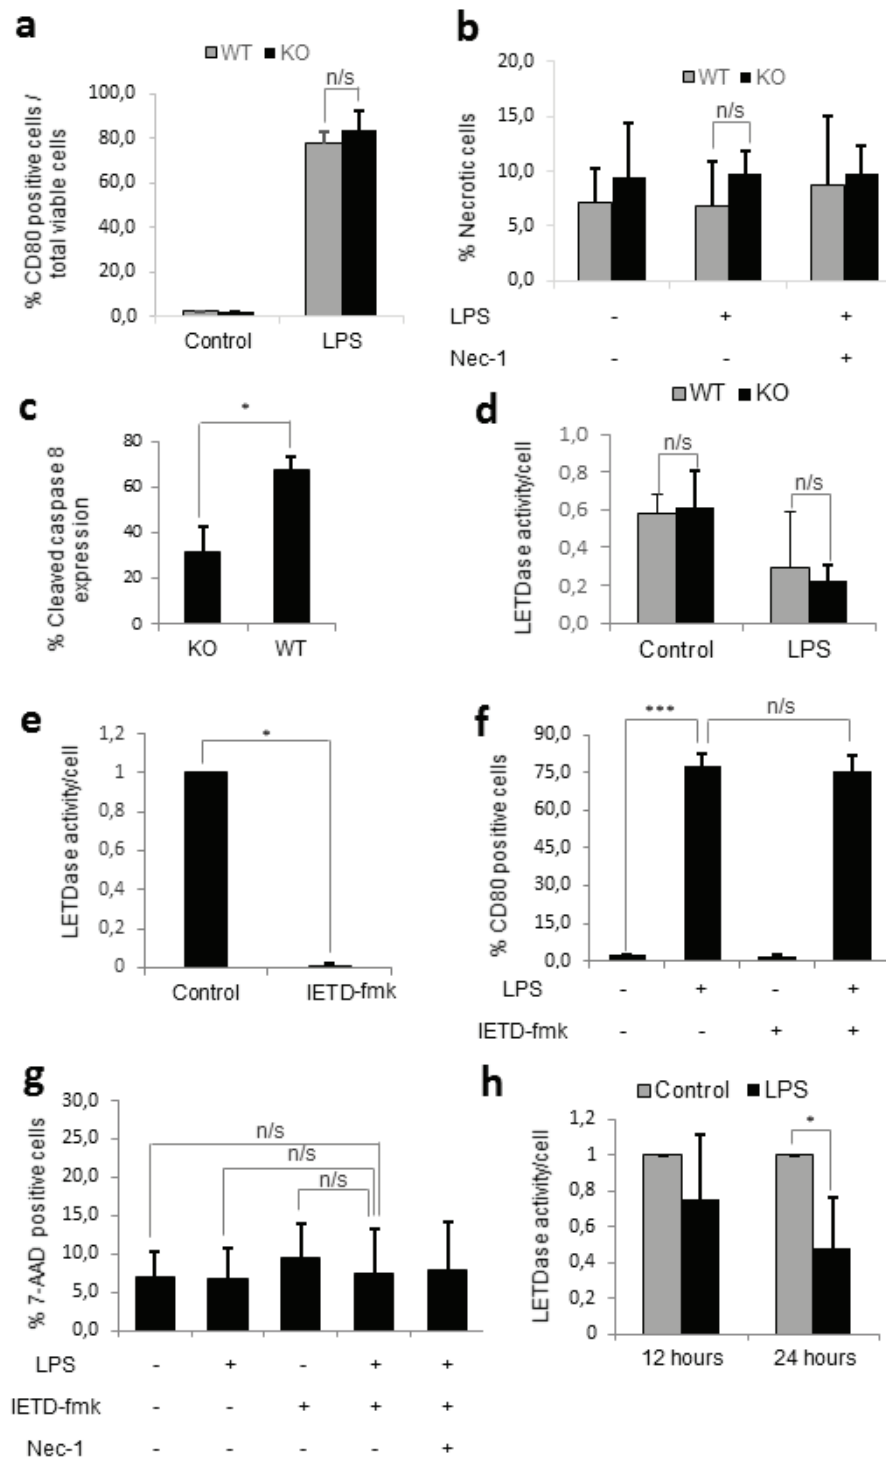 a
WT KO
n/s
% CD80 positive cells /
total viable cells
100,0
80,0
60,0
40,0
20,0
0,0
Control LPS
b
WT KO
n/s
% Necrotic cells
20,0
15,0
10,0
5,0
0,0
LPS - + +
Nec-1 - - +
c
*
% Cleaved caspase 8
expression
80
60
40
20
0
KO WT
d
WT KO
n/s
n/s
LETDase activity/cell
1,0
0,8
0,6
0,4
0,2
0,0
Control LPS
e
*
LETDase activity/cell
1,2
1
0,8
0,6
0,4
0,2
0
Control IETD-fmk
f
*** n/s
% CD80 positive cells
90,0
75,0
60,0
45,0
30,0
15,0
0,0
LPS - + - +
IETD-fmk - - + +
g
n/s
n/s
n/s
% 7-AAD positive cells
30,0
25,0
20,0
15,0
10,0
5,0
0,0
LPS - + - + +
IETD-fmk - - + + +
Nec-1 - - - - +
h
Control LPS
*
LETDase activity/cell
1,2
1
0,8
0,6
0,4
0,2
0
12 hours 24 hours